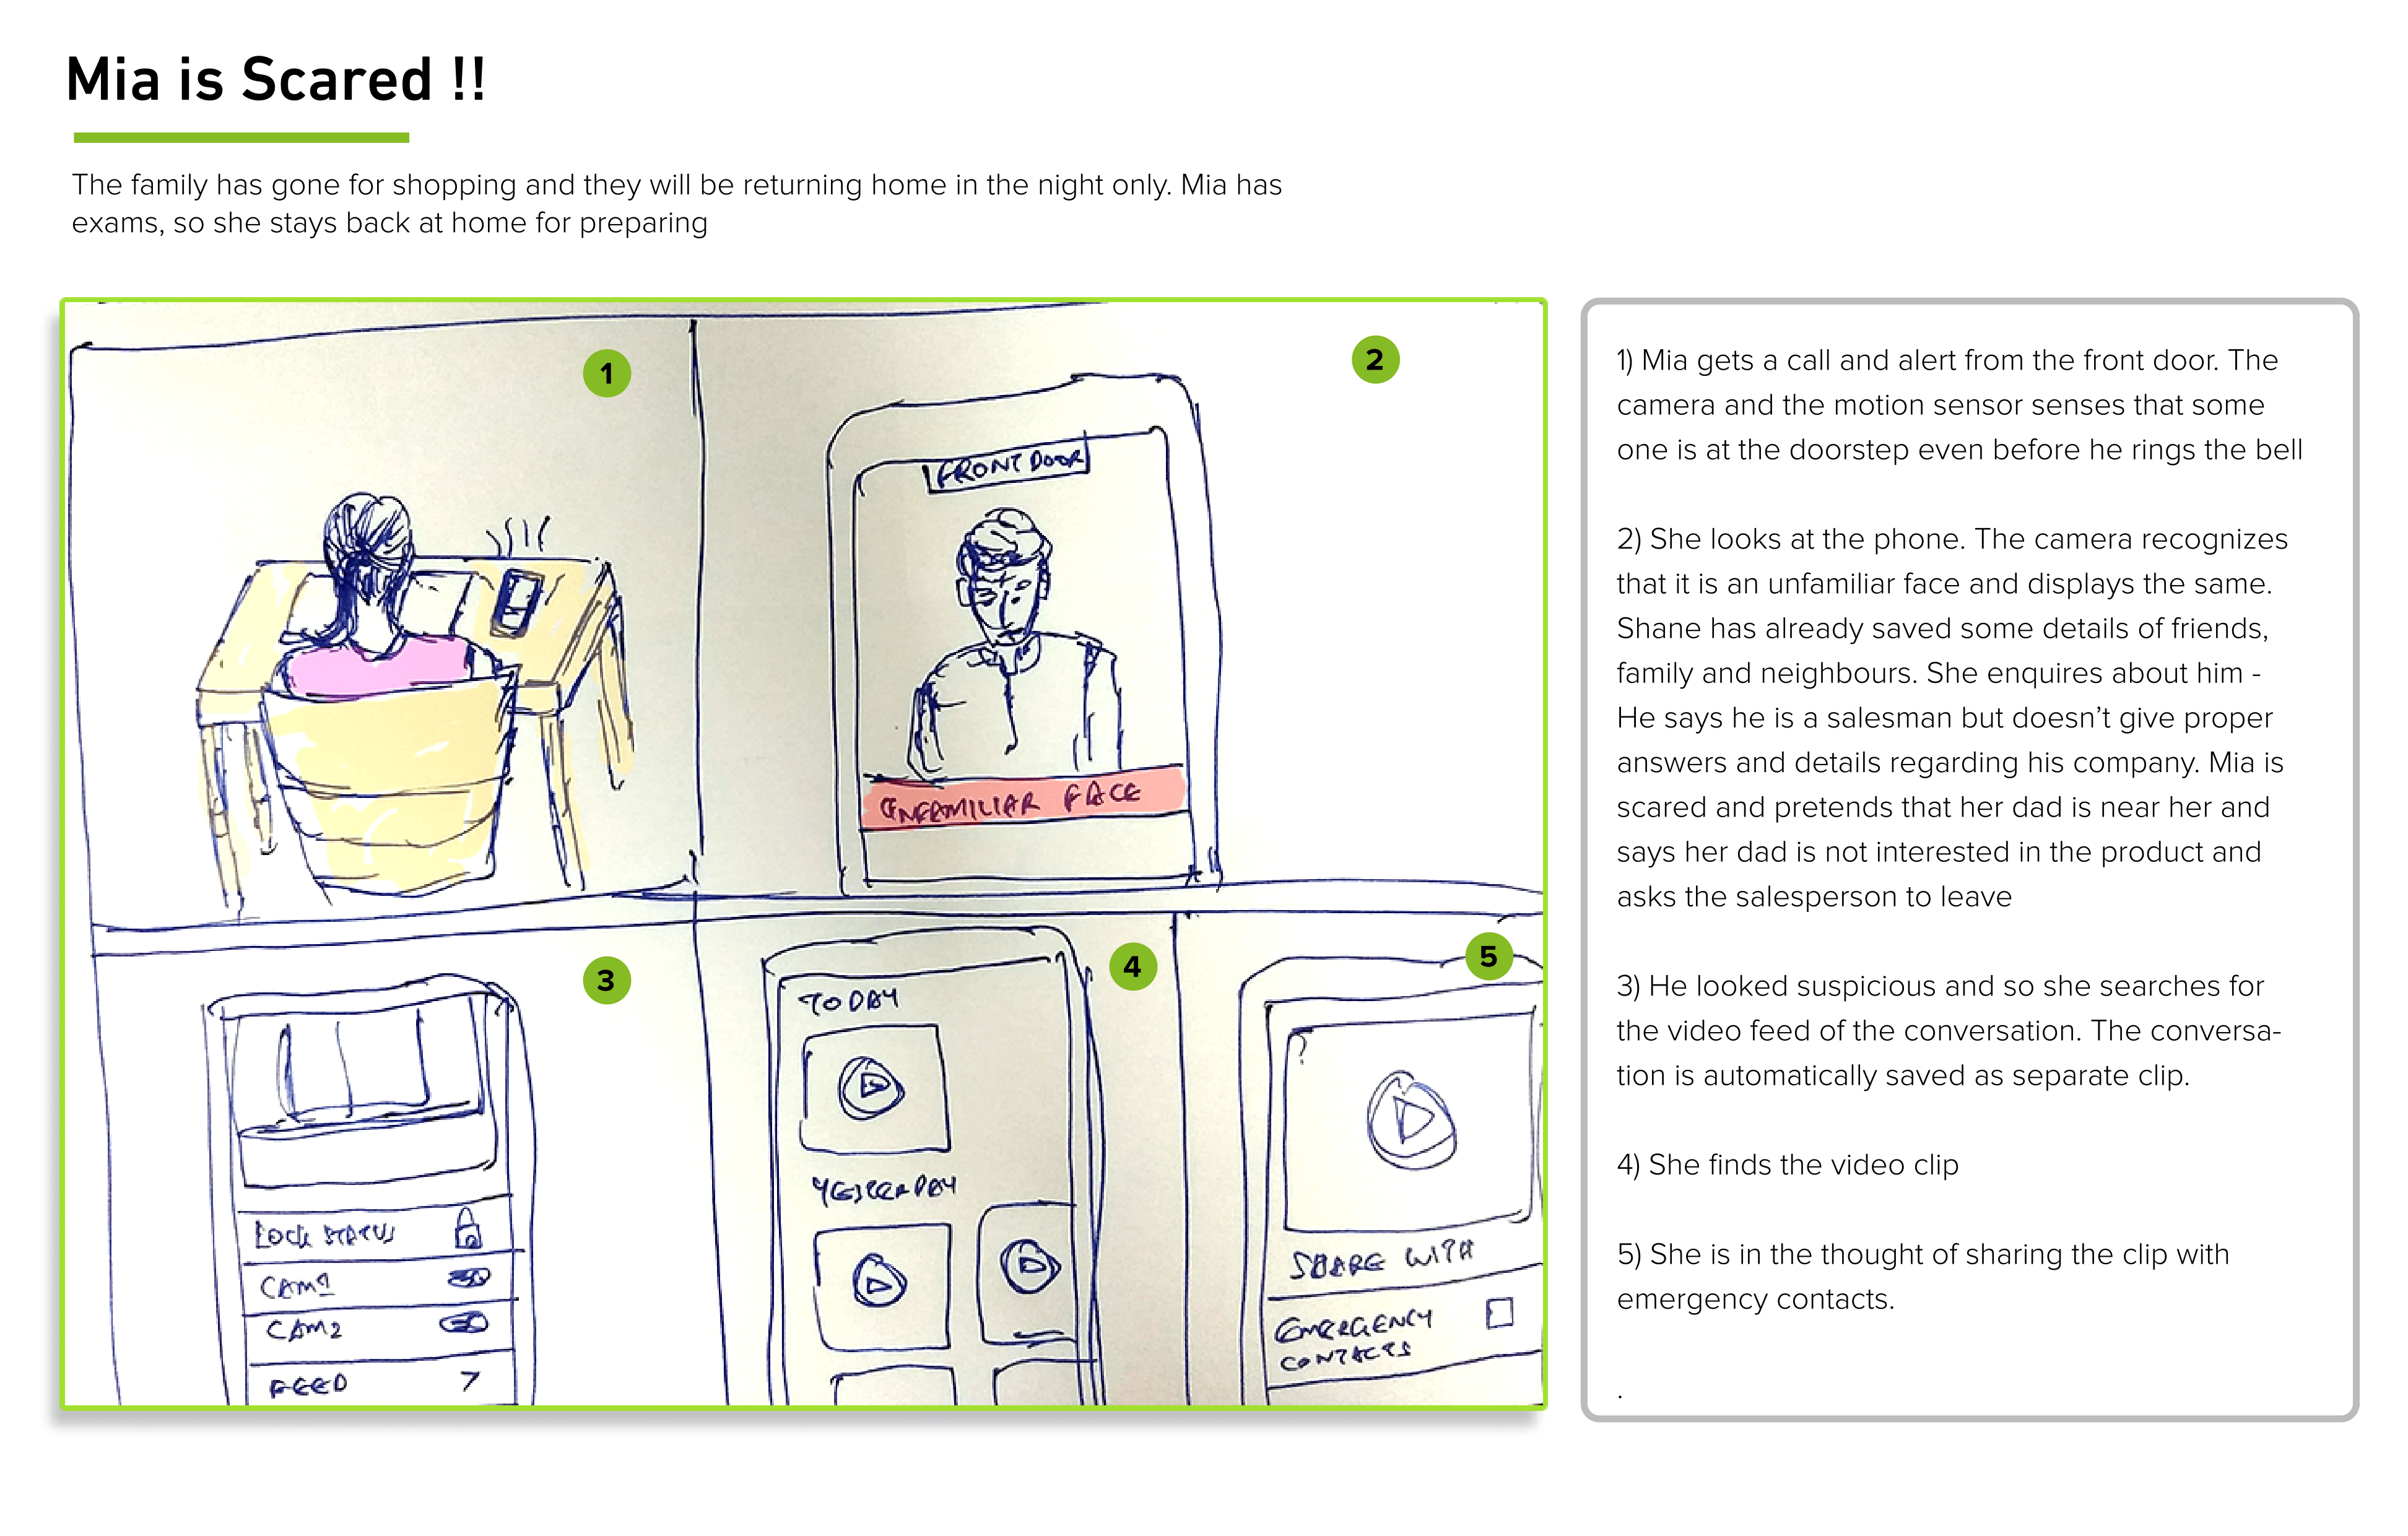 Mia is Scared !!
The family has gone for shopping and they will be returning home in the night only. Mia has
exams, so she stays back at home for preparing
1
2
FRONT DOOR
UNFAMILIAR FACE
3
LOCK STATUS
CAM1
CAM2
FEED >
4
TODAY
YESTERDAY
5
SHARE WITH
EMERGENCY
CONTACTS
1) Mia gets a call and alert from the front door. The
camera and the motion sensor senses that some
one is at the doorstep even before he rings the bell
2) She looks at the phone. The camera recognizes
that it is an unfamiliar face and displays the same.
Shane has already saved some details of friends,
family and neighbours. She enquires about him -
He says he is a salesman but doesn’t give proper
answers and details regarding his company. Mia is
scared and pretends that her dad is near her and
says her dad is not interested in the product and
asks the salesperson to leave
3) He looked suspicious and so she searches for
the video feed of the conversation. The conversa-
tion is automatically saved as separate clip.
4) She finds the video clip
5) She is in the thought of sharing the clip with
emergency contacts.
.